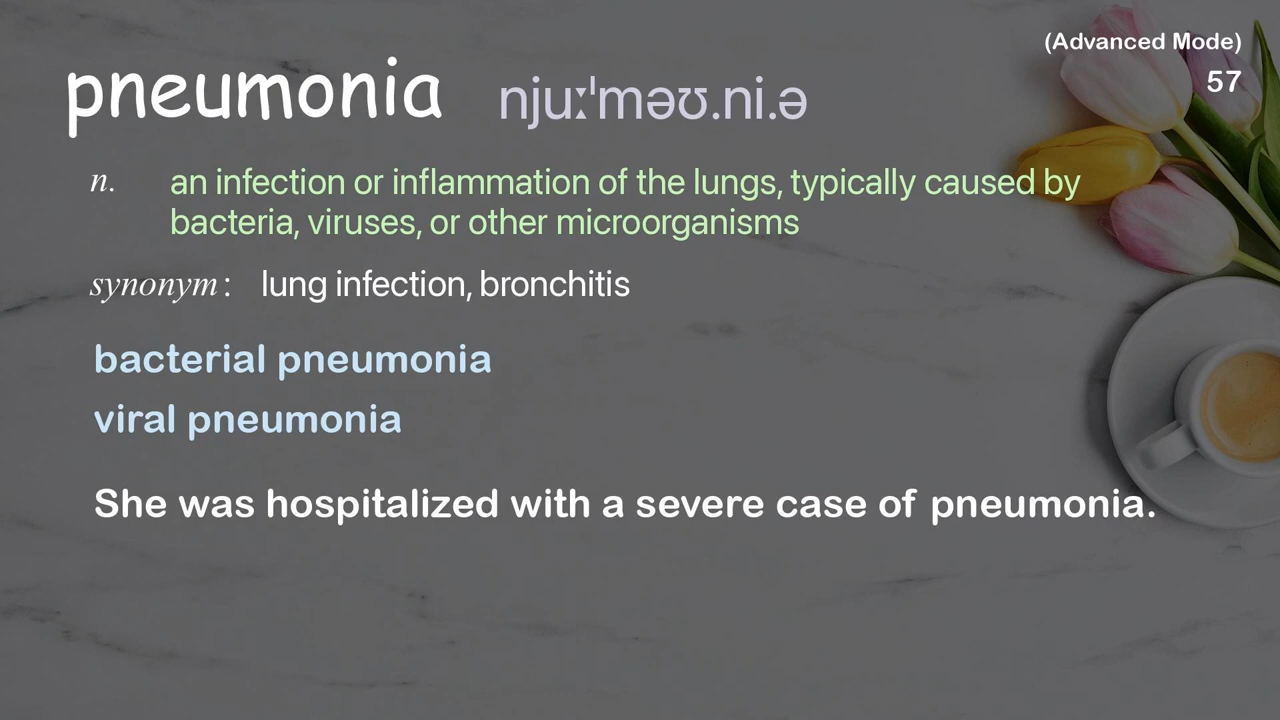 (Advanced Mode)
57
pneumonia njuːˈməʊ.ni.ə
n. an infection or inflammation of the lungs, typically caused by
bacteria, viruses, or other microorganisms
synonym : lung infection, bronchitis
bacterial pneumonia
viral pneumonia
She was hospitalized with a severe case of pneumonia.